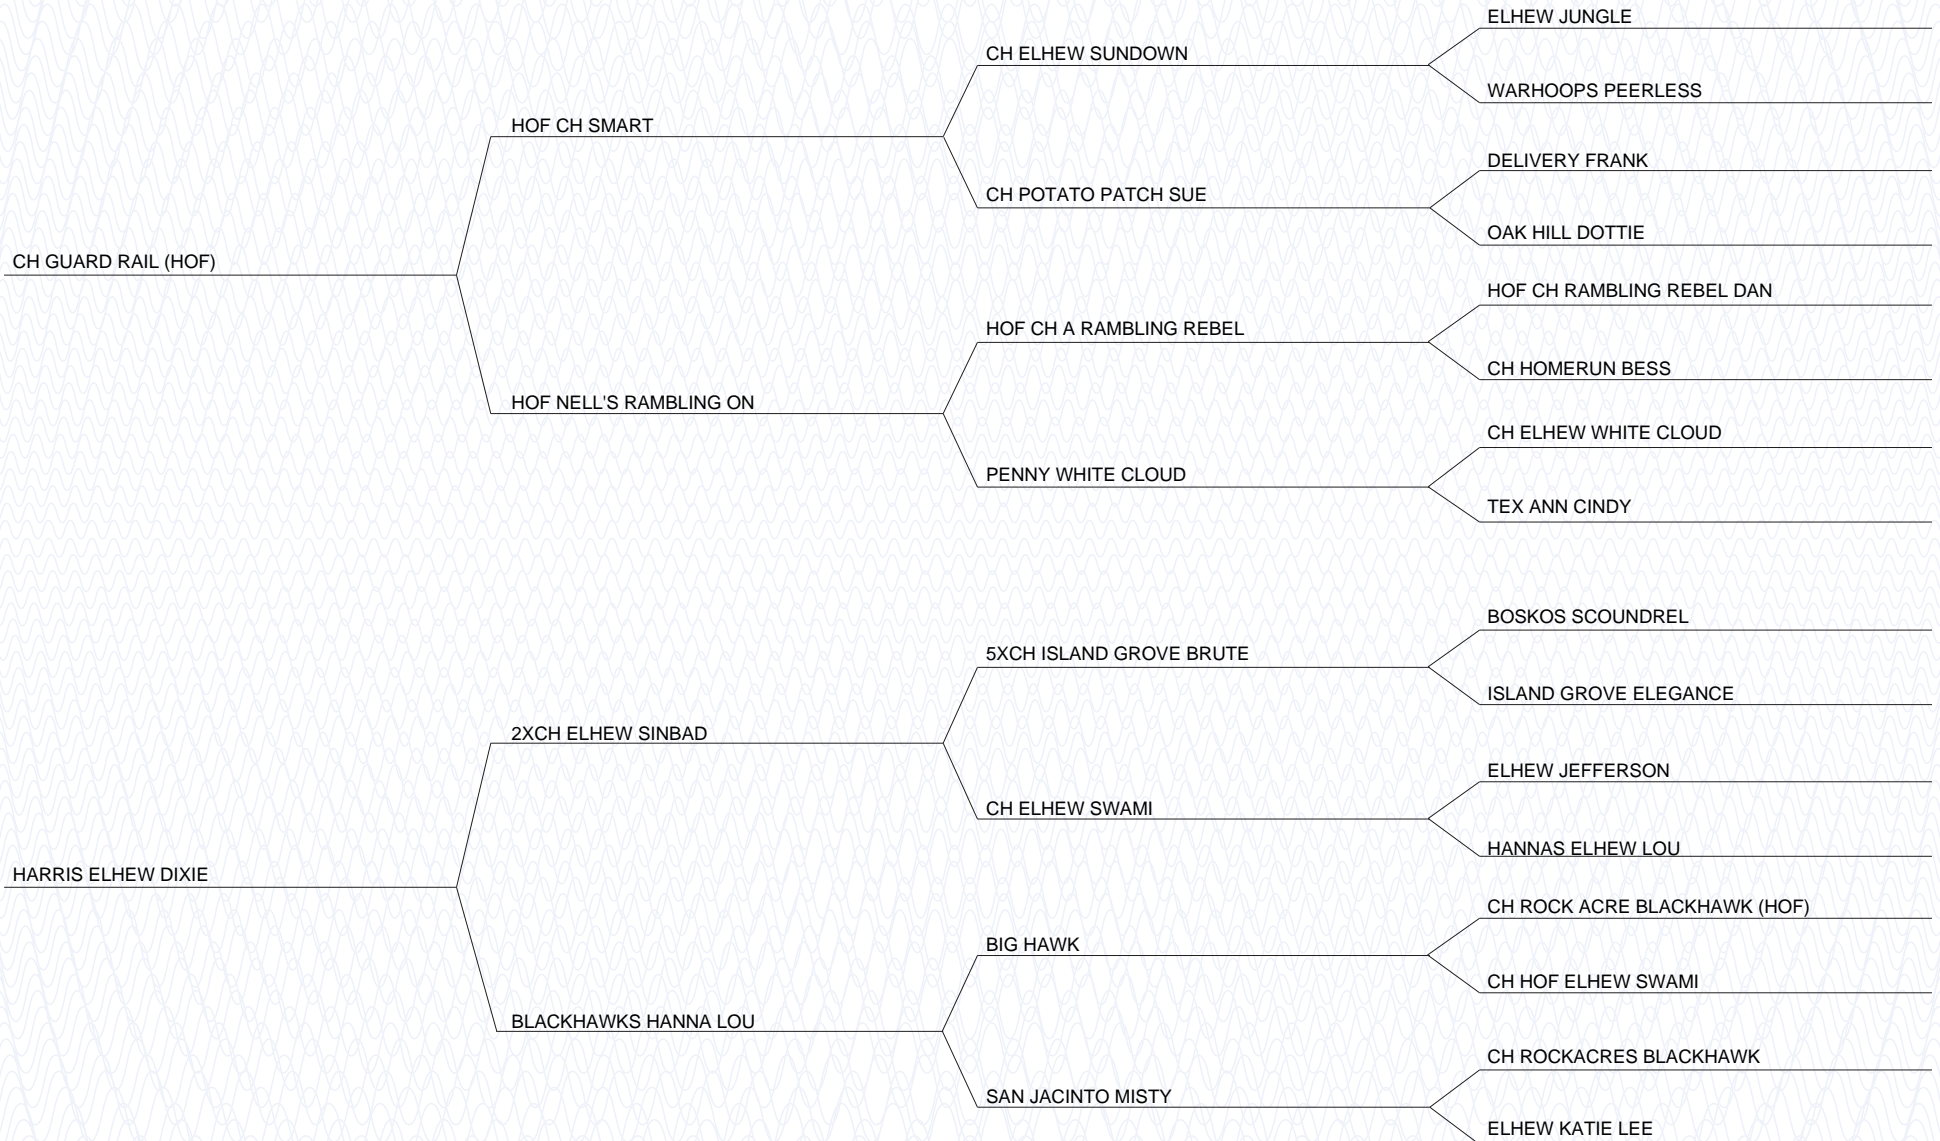 ELHEW JUNGLE
CH ELHEW SUNDOWN
WARHOOPS PEERLESS
HOF CH SMART
DELIVERY FRANK
CH POTATO PATCH SUE
OAK HILL DOTTIE
CH GUARD RAIL (HOF)
HOF CH RAMBLING REBEL DAN
HOF CH A RAMBLING REBEL
CH HOMERUN BESS
HOF NELL'S RAMBLING ON
CH ELHEW WHITE CLOUD
PENNY WHITE CLOUD
TEX ANN CINDY
BOSKOS SCOUNDREL
5XCH ISLAND GROVE BRUTE
ISLAND GROVE ELEGANCE
2XCH ELHEW SINBAD
ELHEW JEFFERSON
CH ELHEW SWAMI
HANNAS ELHEW LOU
HARRIS ELHEW DIXIE
CH ROCK ACRE BLACKHAWK (HOF)
BIG HAWK
CH HOF ELHEW SWAMI
BLACKHAWKS HANNA LOU
CH ROCKACRES BLACKHAWK
SAN JACINTO MISTY
ELHEW KATIE LEE